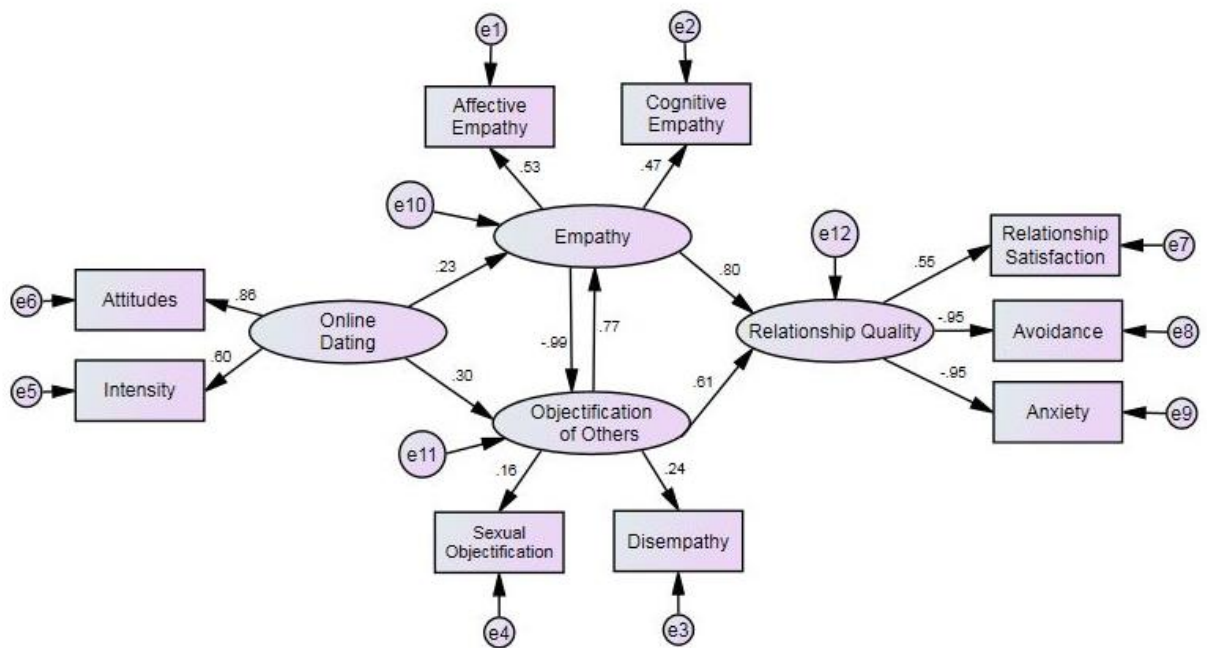 e1
e2
Affective
Empathy
Cognitive
Empathy
.53
.47
e10
Empathy
e12
Relationship
Satisfaction
e7
.23
.80
.55
e6
Attitudes
.86
Online
Dating
-.99
.77
Relationship Quality
-.95
Avoidance
e8
e5
Intensity
.60
.30
.61
-.95
Anxiety
e9
Objectification
of Others
e11
.16
.24
Sexual
Objectification
Disempathy
e4
e3